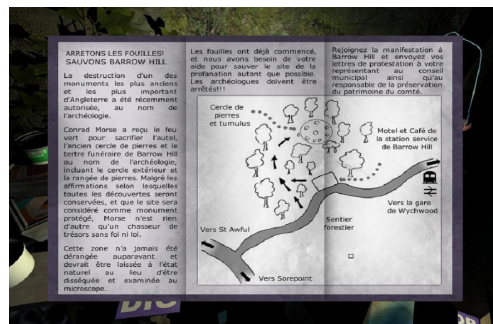 ARRETONS LES FOUILLES!
SAUVONS BARROW HILL
La destruction d'un des
monuments les plus anciens
et les plus important
d'Angleterre a été récemment
autorisée, au nom de
l'archéologie.
Conrad Morse a reçu le feu
vert pour sacrifier l'autel,
l'ancien cercle de pierres et le
tertre funéraire de Barrow Hill
au nom de l'archéologie,
incluant le cercle extérieur et
la rangée de pierres. Malgré les
affirmations selon lesquelles
toutes les découvertes seront
conservées, et que le site sera
considéré comme monument
protégé, Morse n'est rien
d'autre qu'un chasseur de
trésors sans foi ni loi.
Cette zone n'a jamais été
dérangée auparavant et
devrait être laissée à l'état
naturel au lieu d'être
disséquée et examinée au
microscope.
Les fouilles ont déjà commencé,
et nous avons besoin de votre
aide pour sauver le site de la
profanation autant que possible.
Les archéologues doivent être
arrêtés!!!
Rejoignez la manifestation à
Barrow Hill et envoyez vos
lettres de protestation à votre
représentant au conseil
municipal ainsi qu'au
responsable de la préservation
du patrimoine du comté.
Cercle de
pierres
et tumulus
Motel et Café de
la station service
de Barrow Hill
Vers la gare
de Wychwood
Vers St Awful
Sentier
forestier
Vers Sorepoint
DIG